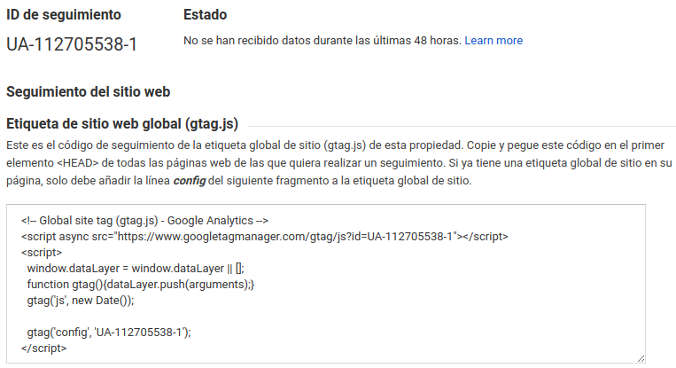 ID de seguimiento
Estado
UA-112705538-1
No se han recibido datos durante las últimas 48 horas. Learn more
Seguimiento del sitio web
Etiqueta de sitio web global (gtag.js)
Este es el código de seguimiento de la etiqueta global de sitio (gtag.js) de esta propiedad. Copie y pegue este código en el primer
elemento <HEAD> de todas las páginas web de las que quiera realizar un seguimiento. Si ya tiene una etiqueta global de sitio en su
página, solo debe añadir la línea config del siguiente fragmento a la etiqueta global de sitio.
<!-- Global site tag (gtag.js) - Google Analytics -->
<script async src="https://www.googletagmanager.com/gtag/js?id=UA-112705538-1"></script>
<script>
window.dataLayer = window.dataLayer || [];
function gtag(){dataLayer.push(arguments);}
gtag('js', new Date());
gtag('config', 'UA-112705538-1');
</script>